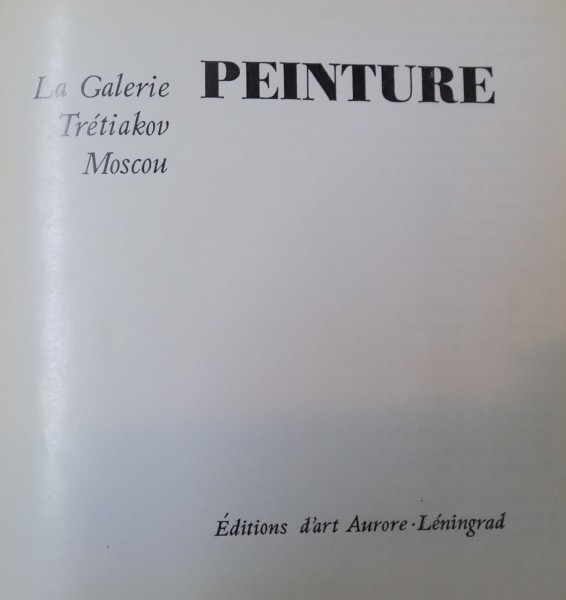 La Galerie PEINTURE
Trétiakov
Moscou
Éditions d'art Aurore · Léningrad